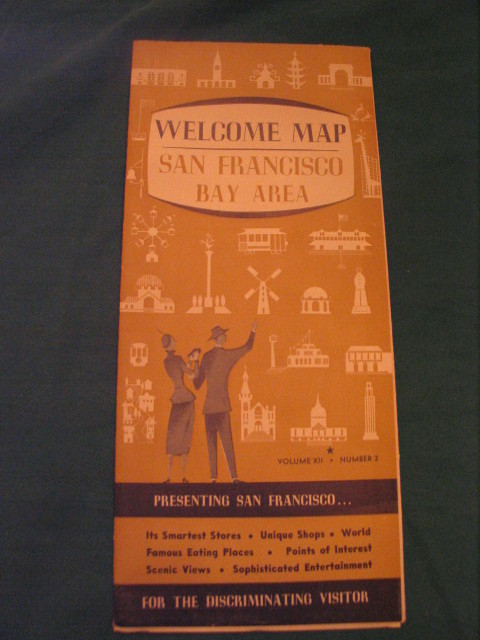 WELCOME MAP
SAN FRANCISCO
BAY AREA
VOLUME XII • NUMBER 2
PRESENTING SAN FRANCISCO...
Its Smartest Stores • Unique Shops • World
Famous Eating Places • Points of Interest
Scenic Views • Sophisticated Entertainment
FOR THE DISCRIMINATING VISITOR